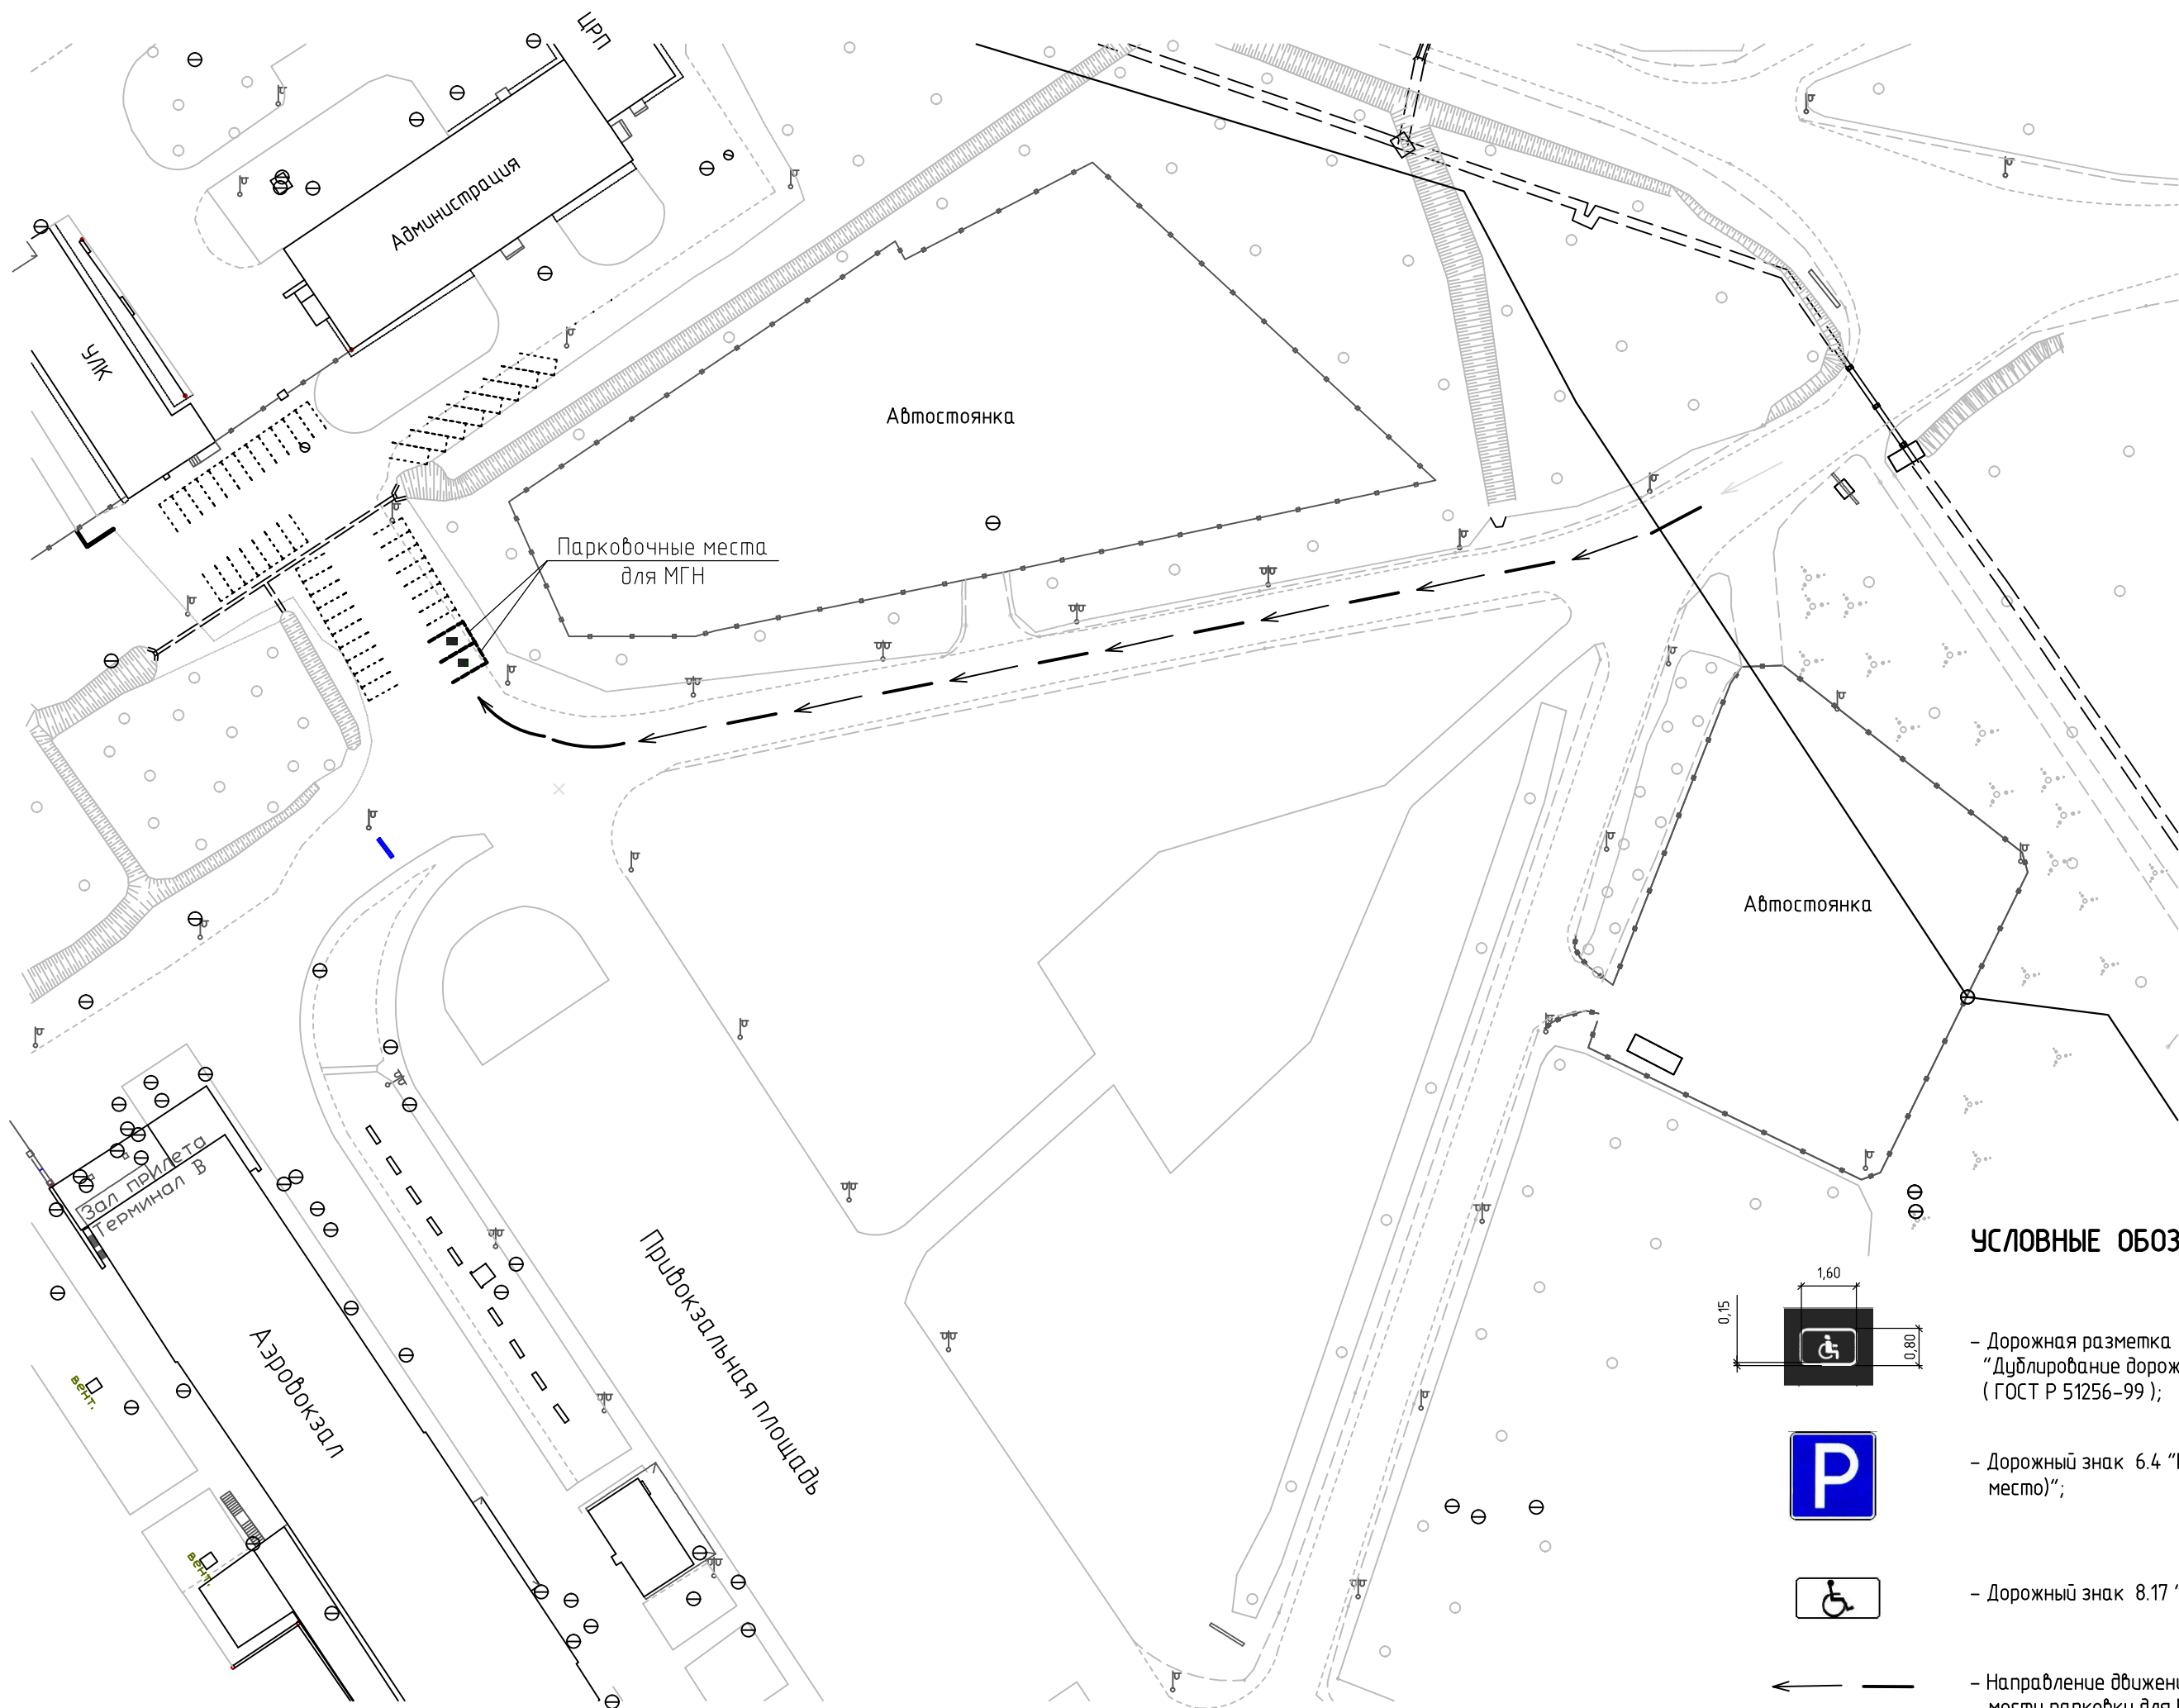 ЦРП
Администрация
УЛК
Автостоянка
Парковочные места
для МГН
Автостоянка
Зал прилета
Терминал В
Аэровокзал
Привокзальная площадь
вент.
вент.
УСЛОВНЫЕ ОБОЗ
1,60
0,15
0,80
- Дорожная разметка
"Дублирование дорож
( ГОСТ Р 51256-99 );
P
- Дорожный знак 6.4 "
место)";
- Дорожный знак 8.17 "
- Направление движен